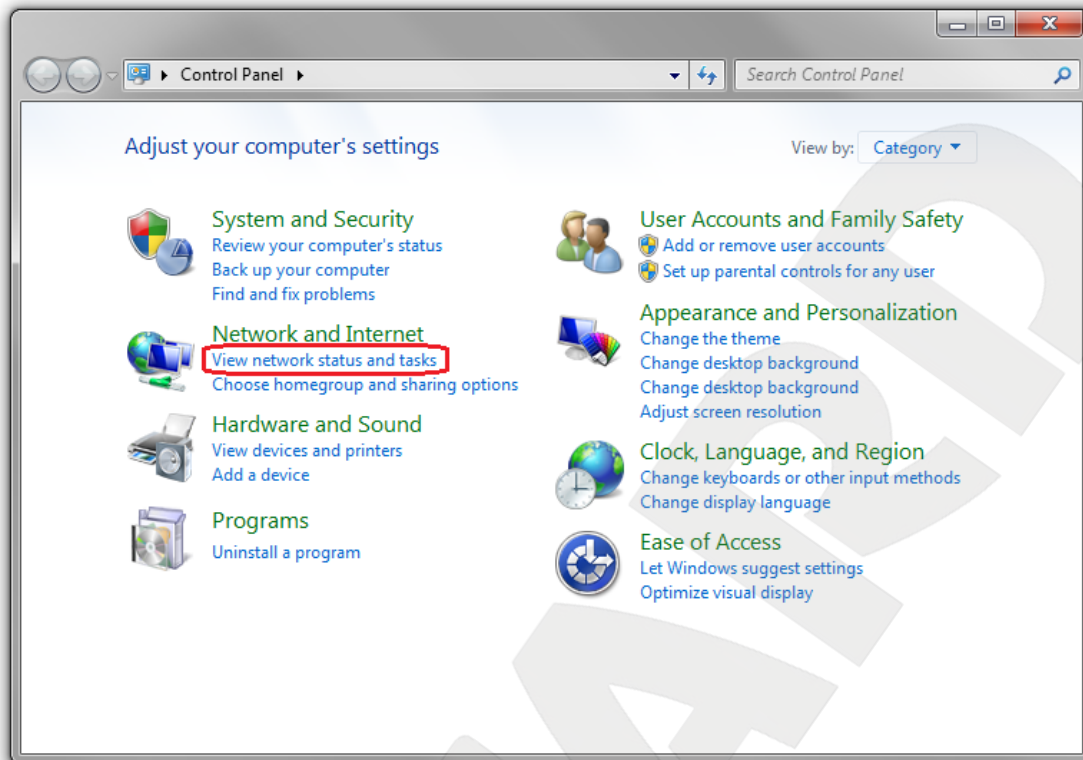 Control Panel
Search Control Panel
Adjust your computer's settings
View by: Category
System and Security
Review your computer's status
Back up your computer
Find and fix problems
Network and Internet
View network status and tasks
Choose homegroup and sharing options
Hardware and Sound
View devices and printers
Add a device
Programs
Uninstall a program
User Accounts and Family Safety
Add or remove user accounts
Set up parental controls for any user
Appearance and Personalization
Change the theme
Change desktop background
Change desktop background
Adjust screen resolution
Clock, Language, and Region
Change keyboards or other input methods
Change display language
Ease of Access
Let Windows suggest settings
Optimize visual display
ARD